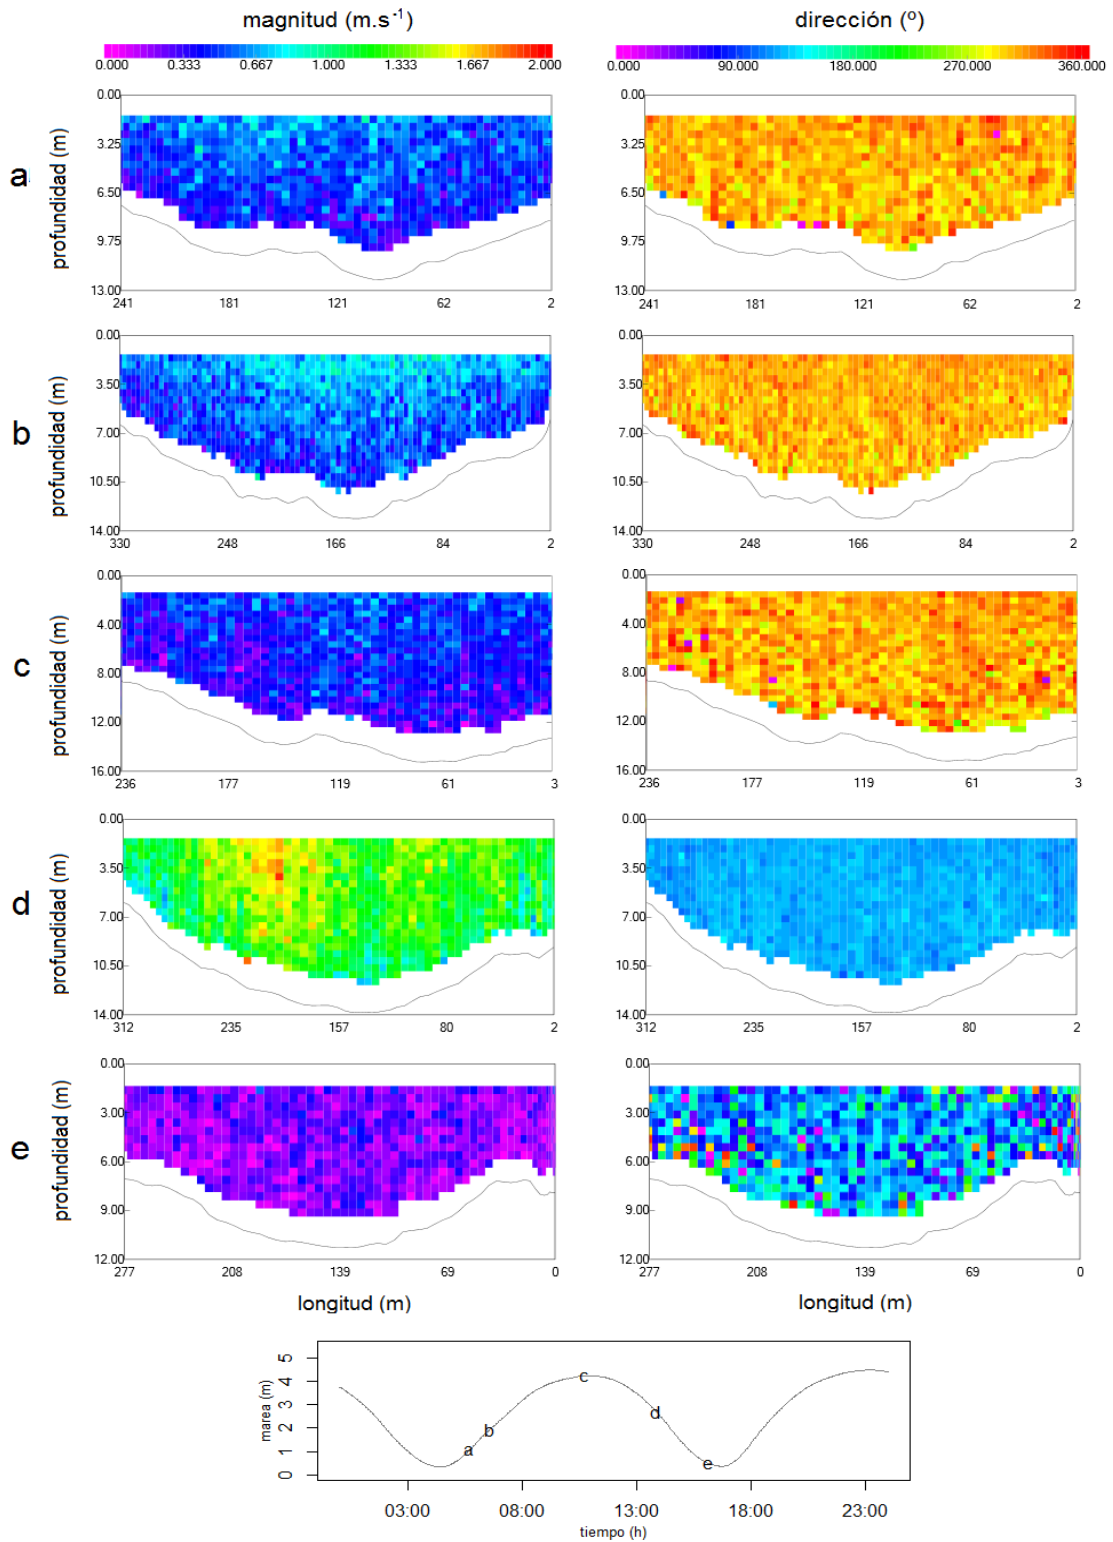 magnitud (m.s⁻¹) dirección (º)
0.000 0.333 0.667 1.000 1.333 1.667 2.000 0.000 90.000 180.000 270.000 360.000
a
profundidad (m)
0.00 3.25 6.50 9.75 13.00
241 181 121 62 2
0.00 3.25 6.50 9.75 13.00
241 181 121 62 2
b
profundidad (m)
0.00 3.50 7.00 10.50 14.00
330 248 166 84 2
0.00 3.50 7.00 10.50 14.00
330 248 166 84 2
c
profundidad (m)
0.00 4.00 8.00 12.00 16.00
236 177 119 61 3
0.00 4.00 8.00 12.00 16.00
236 177 119 61 3
d
profundidad (m)
0.00 3.50 7.00 10.50 14.00
312 235 157 80 2
0.00 3.50 7.00 10.50 14.00
312 235 157 80 2
e
profundidad (m)
0.00 3.00 6.00 9.00 12.00
277 208 139 69 0
0.00 3.00 6.00 9.00 12.00
277 208 139 69 0
longitud (m) longitud (m)
marea (m)
0 1 2 3 4 5
a b c d e
03:00 08:00 13:00 18:00 23:00
tiempo (h)